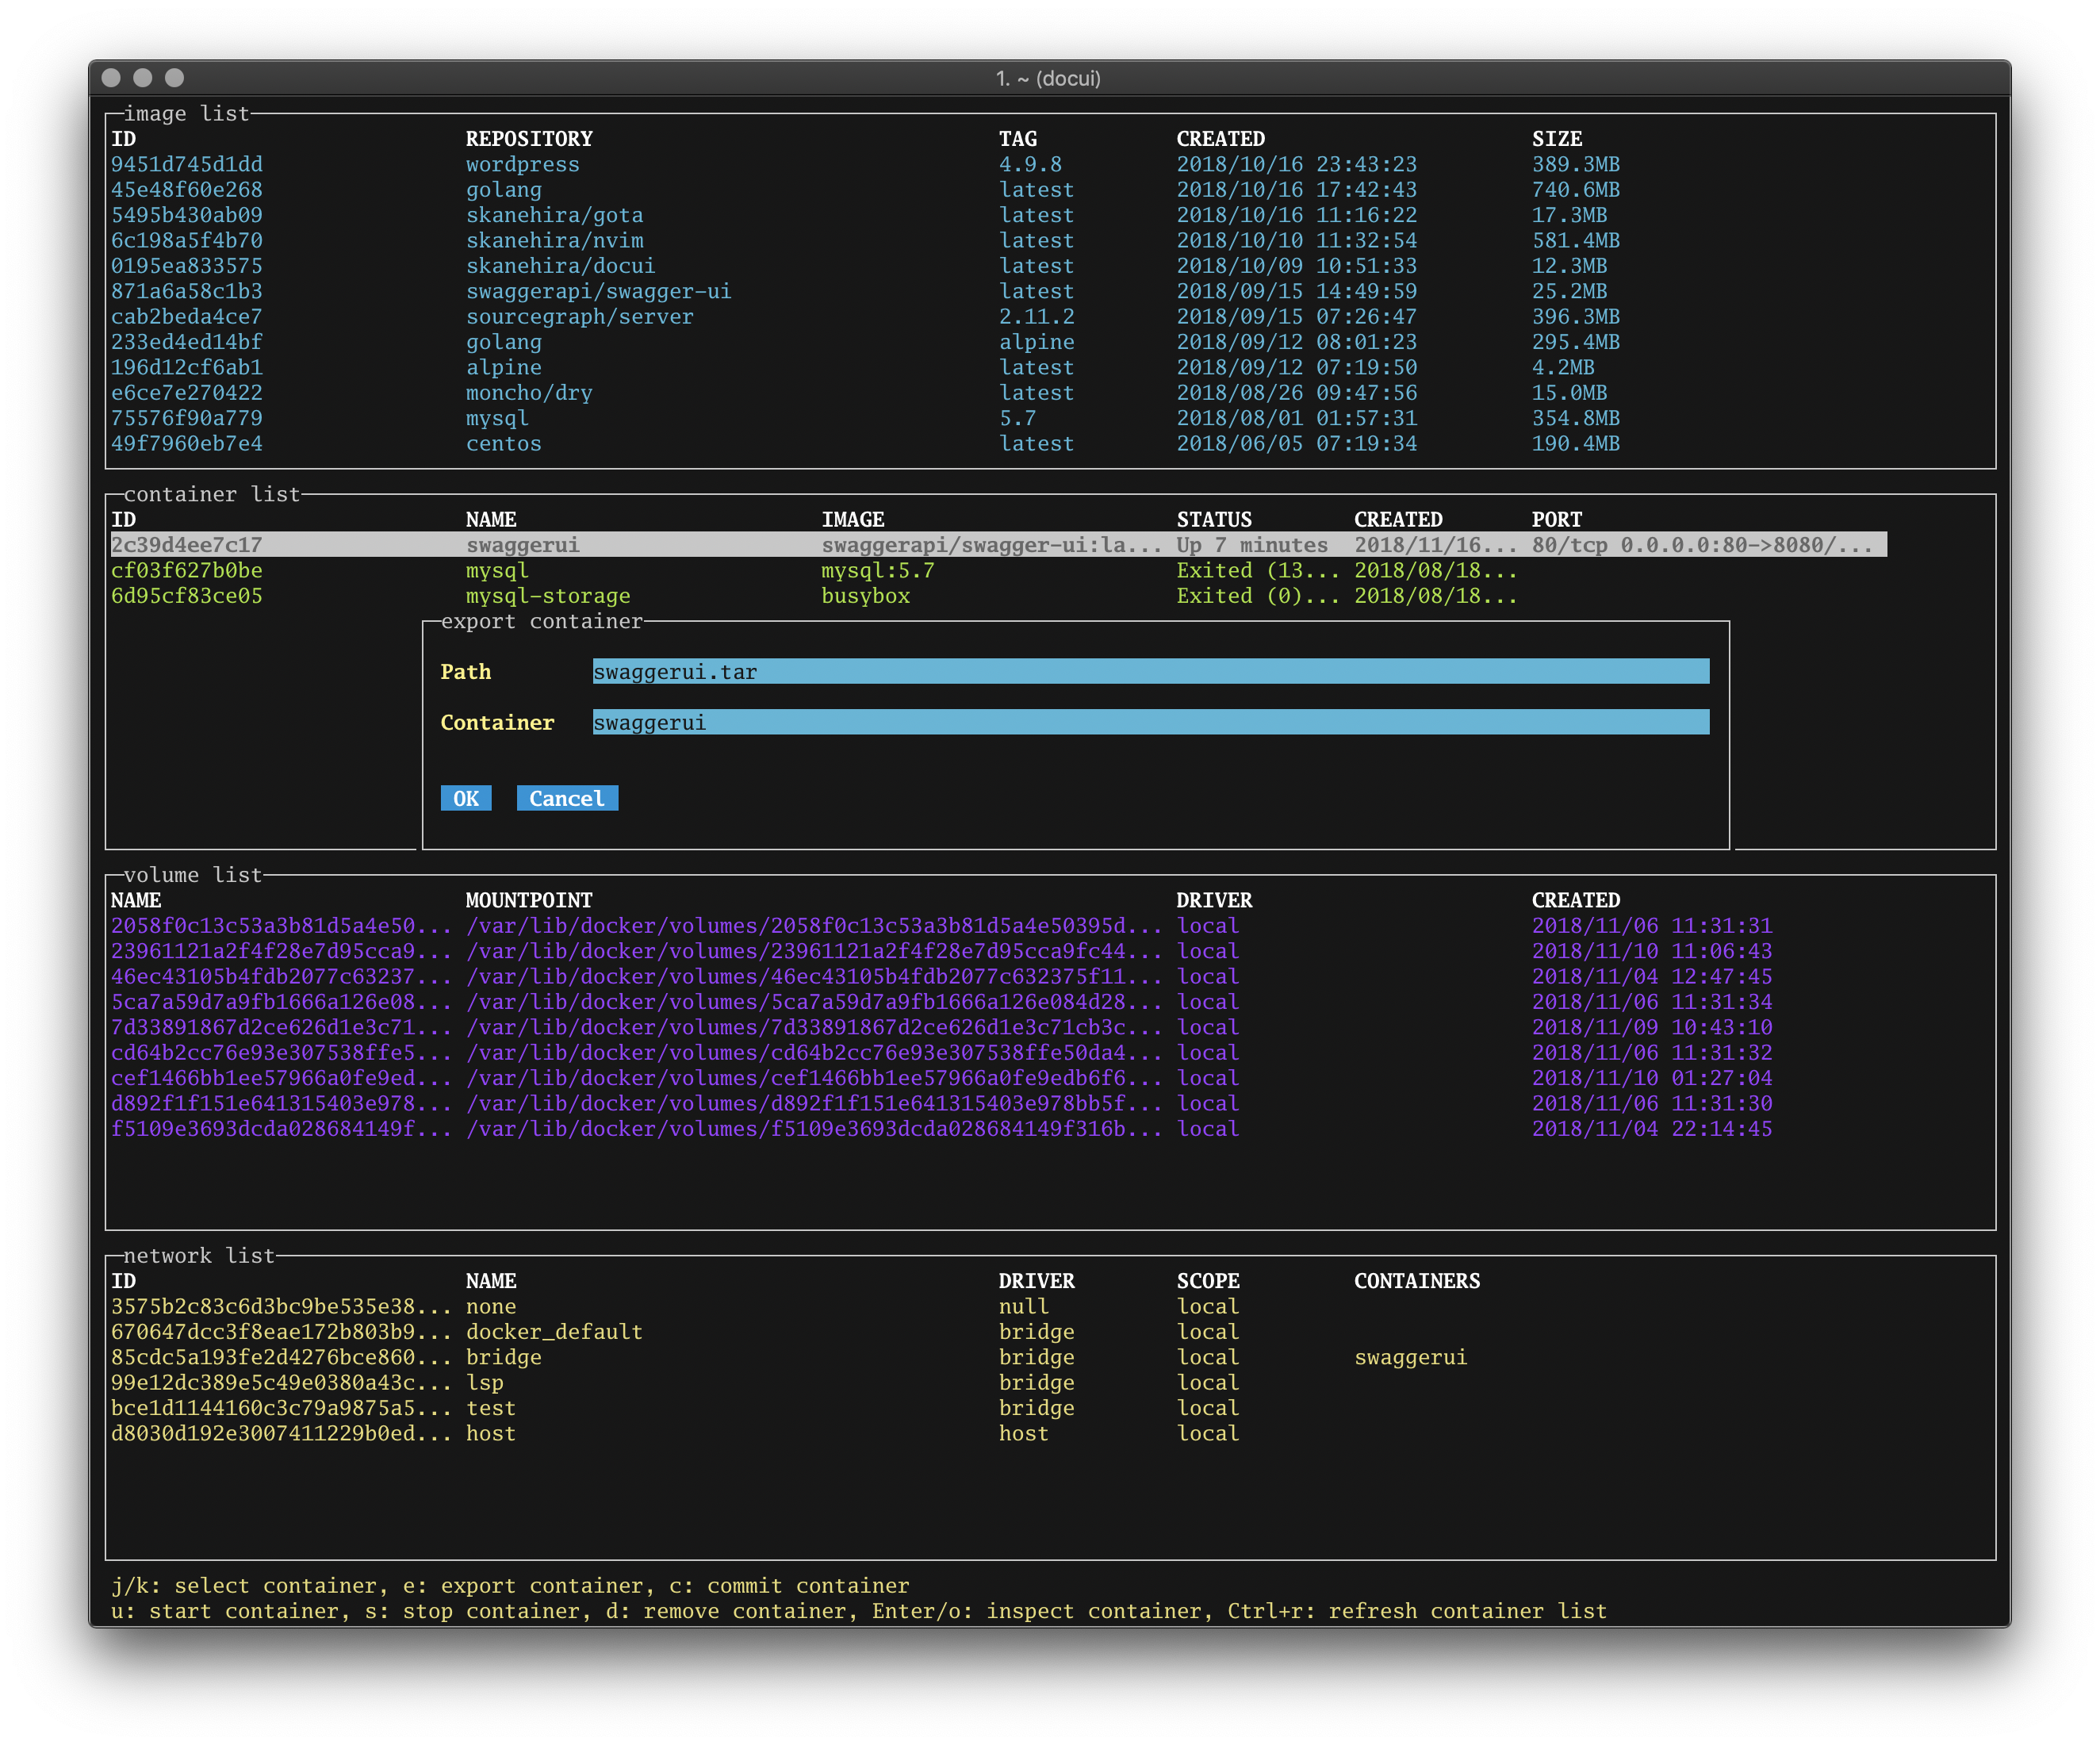 1. ~ (docui)
image list
ID REPOSITORY TAG CREATED SIZE
9451d745d1dd wordpress 4.9.8 2018/10/16 23:43:23 389.3MB
45e48f60e268 golang latest 2018/10/16 17:42:43 740.6MB
5495b430ab09 skanehira/gota latest 2018/10/16 11:16:22 17.3MB
6c198a5f4b70 skanehira/nvim latest 2018/10/10 11:32:54 581.4MB
0195ea833575 skanehira/docui latest 2018/10/09 10:51:33 12.3MB
871a6a58c1b3 swaggerapi/swagger-ui latest 2018/09/15 14:49:59 25.2MB
cab2beda4ce7 sourcegraph/server 2.11.2 2018/09/15 07:26:47 396.3MB
233ed4ed14bf golang alpine 2018/09/12 08:01:23 295.4MB
196d12cf6ab1 alpine latest 2018/09/12 07:19:50 4.2MB
e6ce7e270422 moncho/dry latest 2018/08/26 09:47:56 15.0MB
75576f90a779 mysql 5.7 2018/08/01 01:57:31 354.8MB
49f7960eb7e4 centos latest 2018/06/05 07:19:34 190.4MB
container list
ID NAME IMAGE STATUS CREATED PORT
2c39d4ee7c17 swaggerui swaggerapi/swagger-ui:la... Up 7 minutes 2018/11/16... 80/tcp 0.0.0.0:80->8080/...
cf03f627b0be mysql mysql:5.7 Exited (13... 2018/08/18...
6d95cf83ce05 mysql-storage busybox Exited (0)... 2018/08/18...
export container
Path swaggerui.tar
Container swaggerui
OK Cancel
volume list
NAME MOUNTPOINT DRIVER CREATED
2058f0c13c53a3b81d5a4e50... /var/lib/docker/volumes/2058f0c13c53a3b81d5a4e50395d... local 2018/11/06 11:31:31
23961121a2f4f28e7d95cca9... /var/lib/docker/volumes/23961121a2f4f28e7d95cca9fc44... local 2018/11/10 11:06:43
46ec43105b4fdb2077c63237... /var/lib/docker/volumes/46ec43105b4fdb2077c632375f11... local 2018/11/04 12:47:45
5ca7a59d7a9fb1666a126e08... /var/lib/docker/volumes/5ca7a59d7a9fb1666a126e084d28... local 2018/11/06 11:31:34
7d33891867d2ce626d1e3c71... /var/lib/docker/volumes/7d33891867d2ce626d1e3c71cb3c... local 2018/11/09 10:43:10
cd64b2cc76e93e307538ffe5... /var/lib/docker/volumes/cd64b2cc76e93e307538ffe50da4... local 2018/11/06 11:31:32
cef1466bb1ee57966a0fe9ed... /var/lib/docker/volumes/cef1466bb1ee57966a0fe9edb6f6... local 2018/11/10 01:27:04
d892f1f151e641315403e978... /var/lib/docker/volumes/d892f1f151e641315403e978bb5f... local 2018/11/06 11:31:30
f5109e3693dcda028684149f... /var/lib/docker/volumes/f5109e3693dcda028684149f316b... local 2018/11/04 22:14:45
network list
ID NAME DRIVER SCOPE CONTAINERS
3575b2c83c6d3bc9be535e38... none null local
670647dcc3f8eae172b803b9... docker_default bridge local
85cdc5a193fe2d4276bce860... bridge bridge local swaggerui
99e12dc389e5c49e0380a43c... lsp bridge local
bce1d1144160c3c79a9875a5... test bridge local
d8030d192e3007411229b0ed... host host local
j/k: select container, e: export container, c: commit container
u: start container, s: stop container, d: remove container, Enter/o: inspect container, Ctrl+r: refresh container list